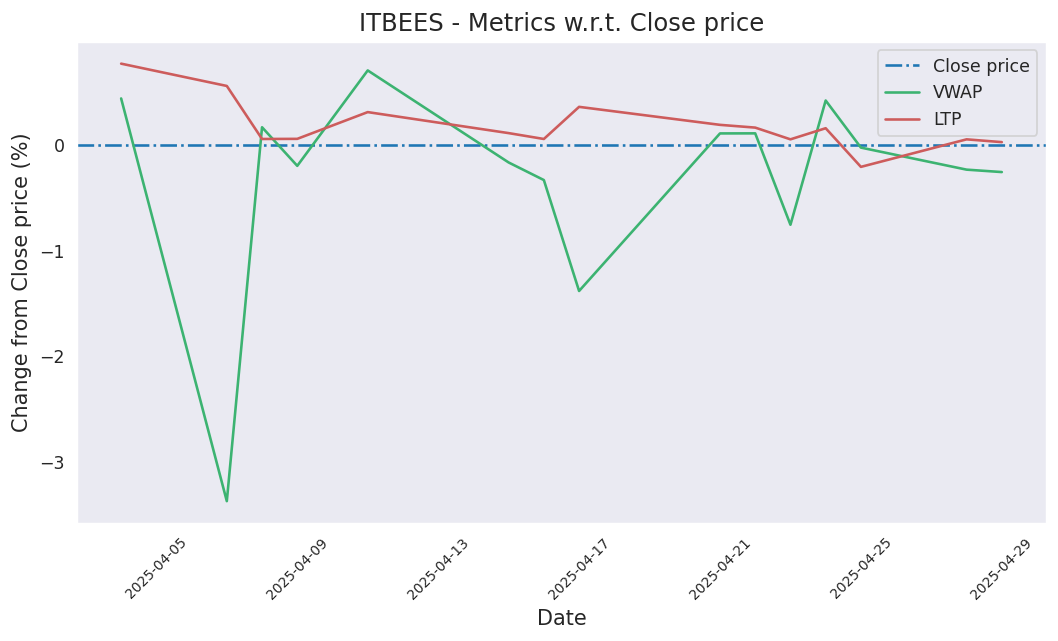 ITBEES - Metrics w.r.t. Close price
Close price
VWAP
LTP
Change from Close price (%)
0
−1
−2
−3
2025-04-05
2025-04-09
2025-04-13
2025-04-17
2025-04-21
2025-04-25
2025-04-29
Date